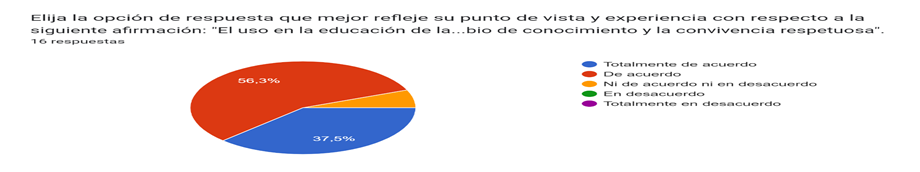 Elija la opción de respuesta que mejor refleje su punto de vista y experiencia con respecto a la
siguiente afirmación: "El uso en la educación de la...bio de conocimiento y la convivencia respetuosa".
16 respuestas
Totalmente de acuerdo
De acuerdo
Ni de acuerdo ni en desacuerdo
En desacuerdo
Totalmente en desacuerdo
56,3%
37,5%